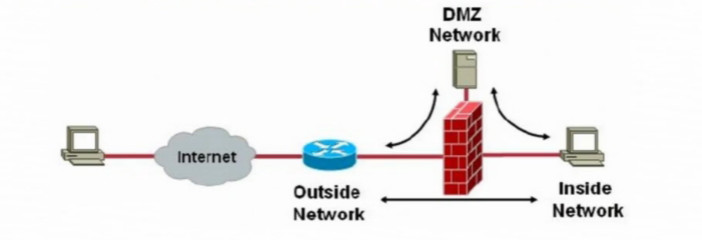 DMZ
Network
Internet
Outside
Network
Inside
Network